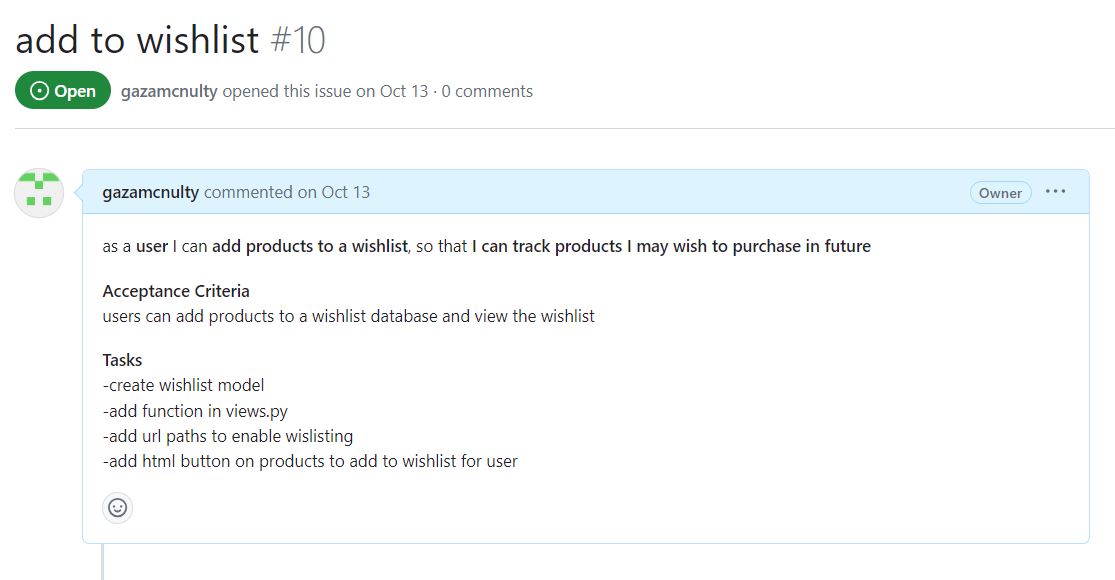 add to wishlist #10
Open gazamcnulty opened this issue on Oct 13 · 0 comments
gazamcnulty commented on Oct 13 Owner ···
as a user I can add products to a wishlist, so that I can track products I may wish to purchase in future
Acceptance Criteria
users can add products to a wishlist database and view the wishlist
Tasks
-create wishlist model
-add function in views.py
-add url paths to enable wislisting
-add html button on products to add to wishlist for user